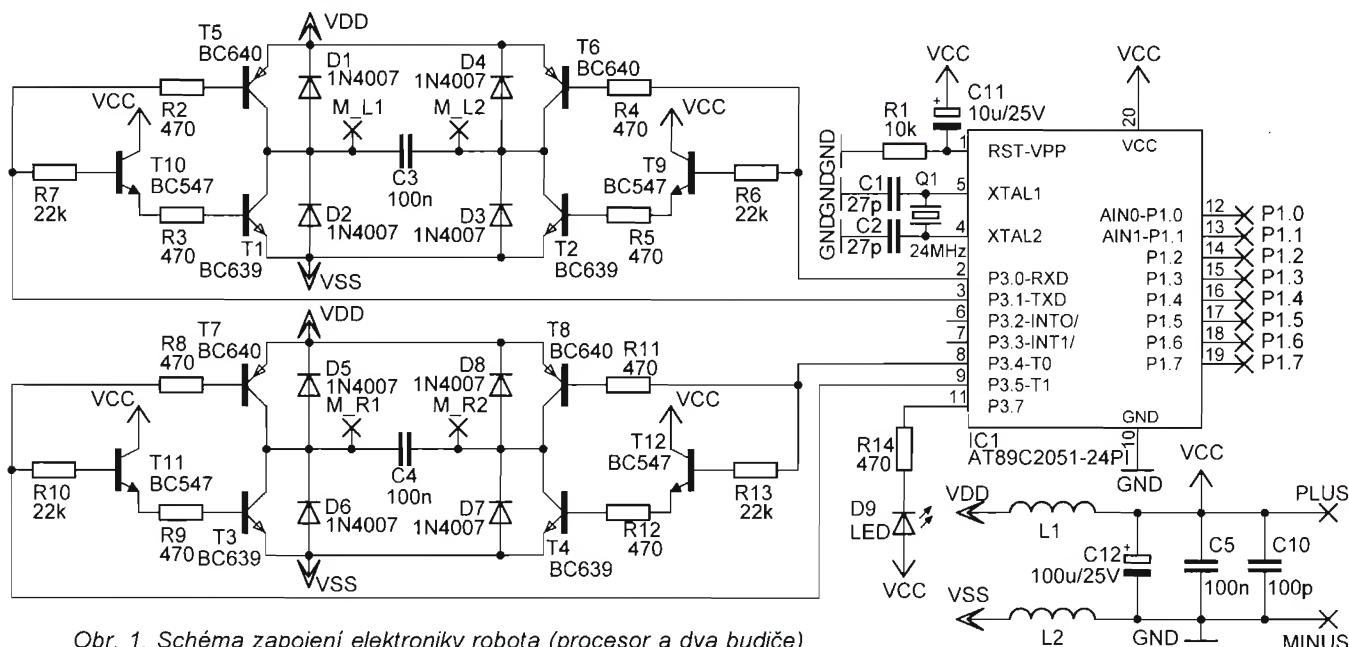 VDD
T5
BC640
D1
1N4007
D4
1N4007
T6
BC640
R2
470
VCC
M_L1
M_L2
R4
470
VCC
R7
22k
T10
BC547
C3
100n
T9
BC547
R6
22k
R3
470
T1
BC639
D2
1N4007
D3
1N4007
T2
BC639
R5
470
VSS
VDD
T7
BC640
R8
470
D5
1N4007
D8
1N4007
T8
BC640
R11
470
VCC
M_R1
M_R2
VCC
R10
22k
T11
BC547
C4
100n
T12
BC547
R13
22k
R9
470
T3
BC639
D6
1N4007
D7
1N4007
T4
BC639
R12
470
VSS
VCC
C11
+
10u/25V
VCC
R1
10k
GND
GND
GND
C1
27p
C2
27p
Q1
24MHz
20
VCC
1 RST-VPP
5 XTAL1
4 XTAL2
2 P3.0-RXD
3 P3.1-TXD
6 P3.2-INTO/
7 P3.3-INT1/
8 P3.4-T0
9 P3.5-T1
11 P3.7
AIN0-P1.0 12 P1.0
AIN1-P1.1 13 P1.1
P1.2 14 P1.2
P1.3 15 P1.3
P1.4 16 P1.4
P1.5 17 P1.5
P1.6 18 P1.6
P1.7 19 P1.7
GND
10
GND
IC1
AT89C2051-24PI
R14
470
D9
LED
VCC
VCC
VDD
L1
PLUS
C12
+
100u/25V
C5
100n
C10
100p
VSS
L2
GND
MINUS
Obr. 1. Schéma zapojení elektroniky robota (procesor a dva budiče)